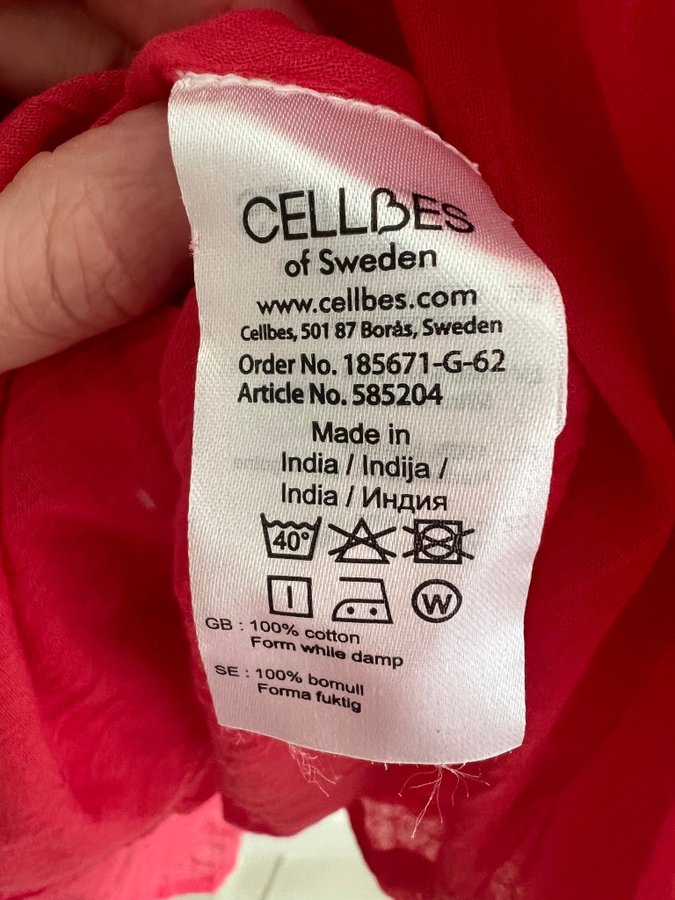 CELLBES
of Sweden
www.cellbes.com
Cellbes, 501 87 Borås, Sweden
Order No. 185671-G-62
Article No. 585204
Made in
India / Indija /
India / Индия
40°
W
GB : 100% cotton
Form while damp
SE : 100% bomull
Forma fuktig